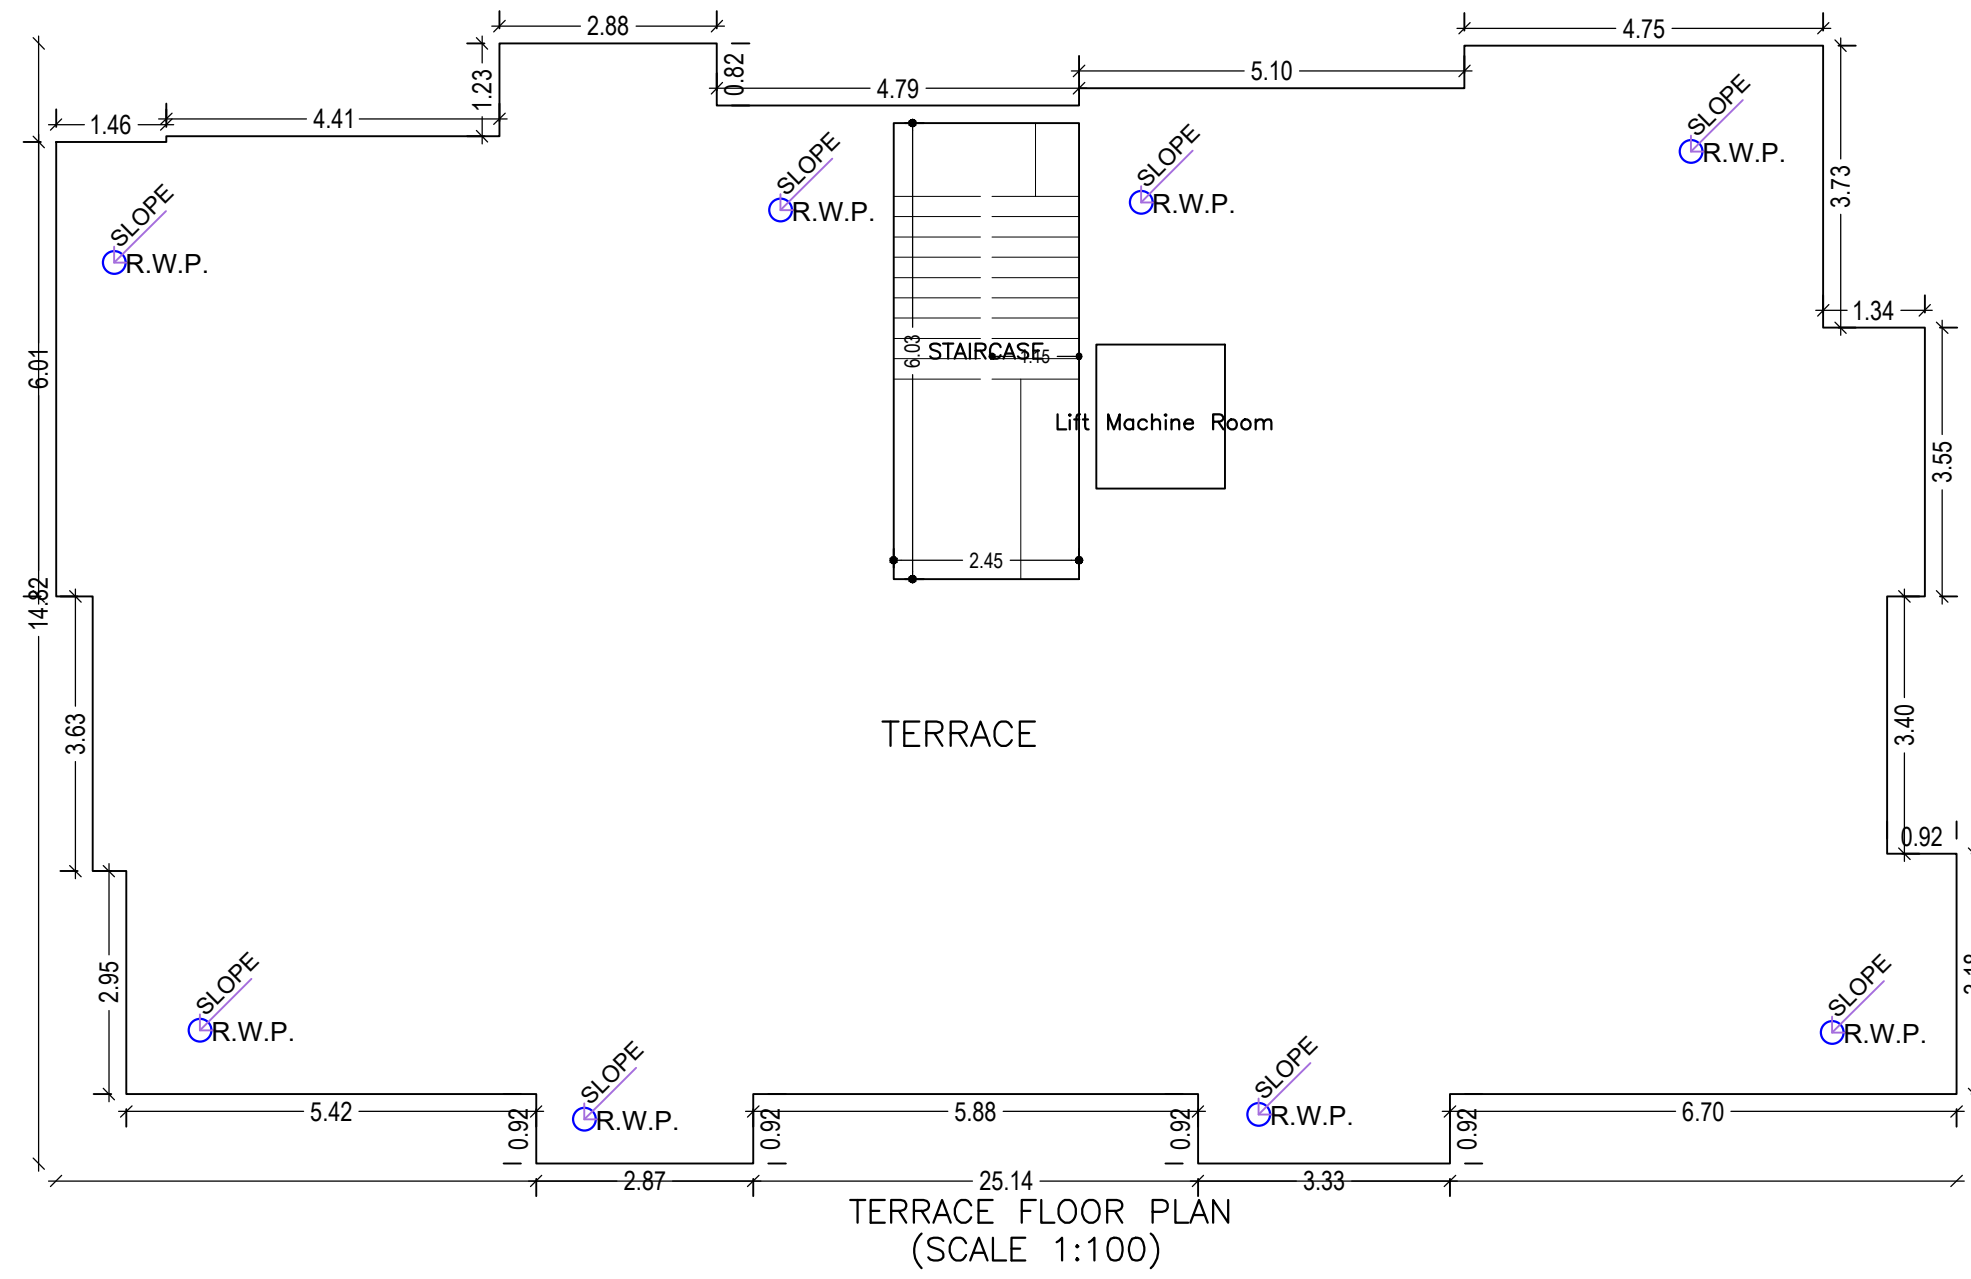 2.88
4.75
5.10
0.82
1.23
4.79
4.41
1.46
SLOPE
R.W.P.
SLOPE
R.W.P.
SLOPE
R.W.P.
SLOPE
R.W.P.
3.73
1.34
6.01
6.03
STAIRCASE
1.45
Lift Machine Room
3.55
2.45
14.82
3.63
TERRACE
3.40
0.92
2.95
SLOPE
R.W.P.
SLOPE
R.W.P.
SLOPE
R.W.P.
SLOPE
R.W.P.
5.42
0.92
0.92
5.88
0.92
0.92
6.70
2.87
25.14
3.33
TERRACE FLOOR PLAN
(SCALE 1:100)